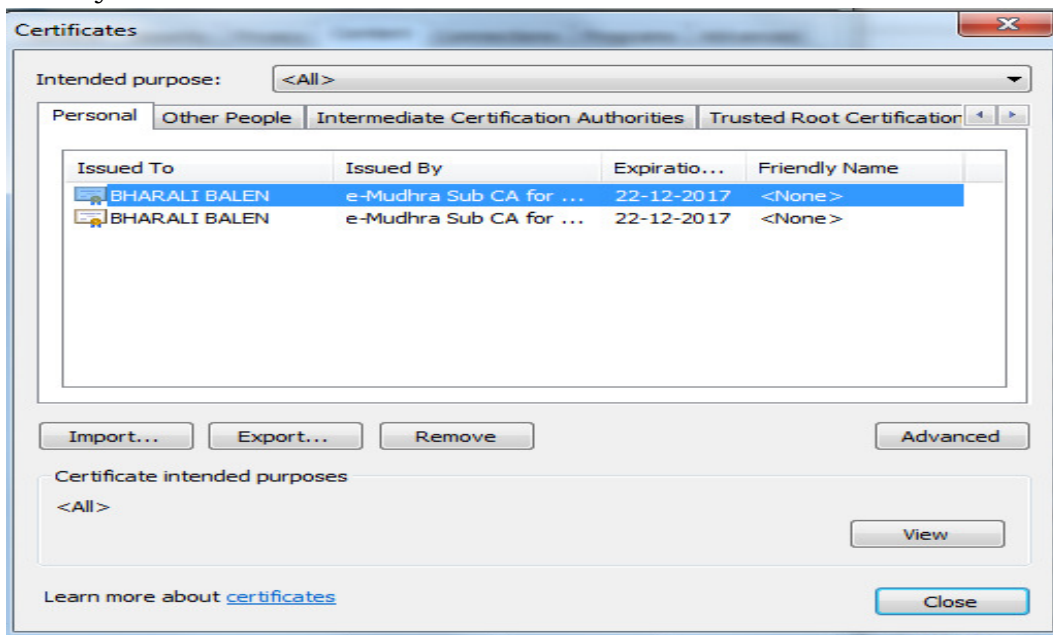 Certificates
Intended purpose: <All>
Personal Other People Intermediate Certification Authorities Trusted Root Certification
Issued To Issued By Expiratio... Friendly Name
BHARALI BALEN e-Mudhra Sub CA for ... 22-12-2017 <None>
BHARALI BALEN e-Mudhra Sub CA for ... 22-12-2017 <None>
Import... Export... Remove Advanced
Certificate intended purposes
<All>
View
Learn more about certificates
Close